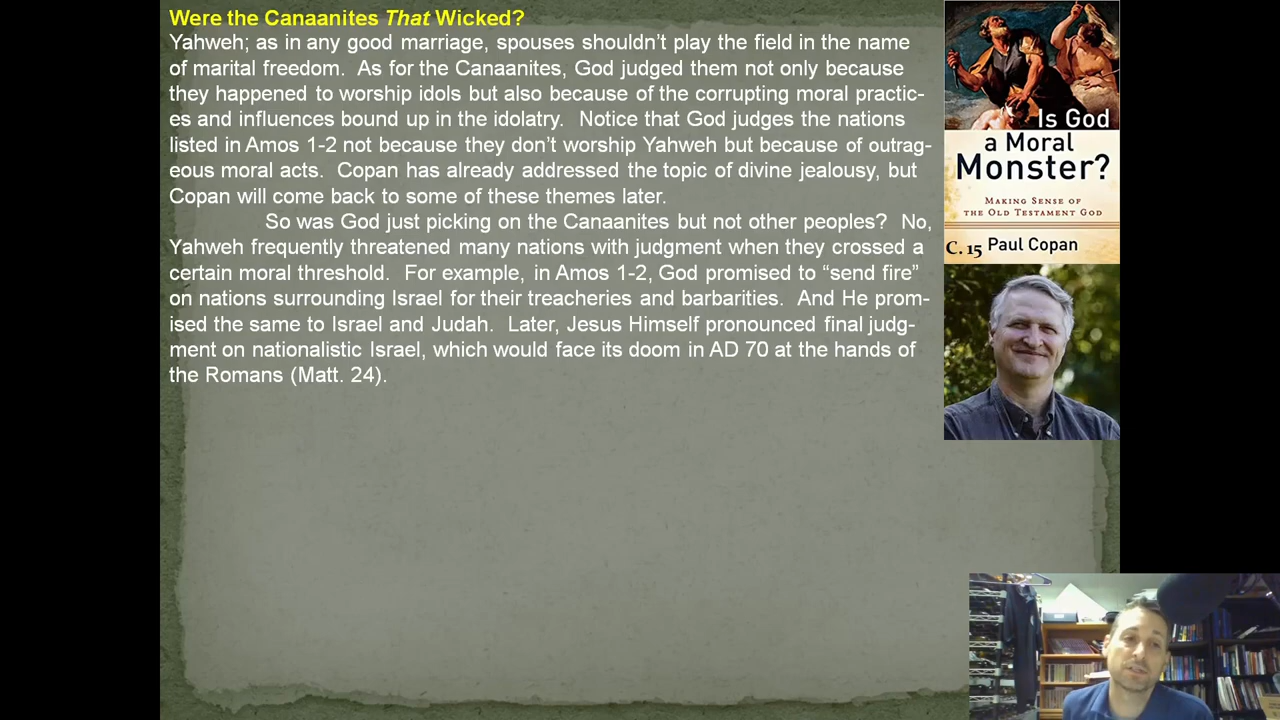 Were the Canaanites That Wicked?
Yahweh; as in any good marriage, spouses shouldn’t play the field in the name
of marital freedom.  As for the Canaanites, God judged them not only because
they happened to worship idols but also because of the corrupting moral practic-
es and influences bound up in the idolatry.  Notice that God judges the nations
listed in Amos 1-2 not because they don’t worship Yahweh but because of outrag-
eous moral acts.  Copan has already addressed the topic of divine jealousy, but
Copan will come back to some of these themes later.
So was God just picking on the Canaanites but not other peoples?  No,
Yahweh frequently threatened many nations with judgment when they crossed a
certain moral threshold.  For example, in Amos 1-2, God promised to “send fire”
on nations surrounding Israel for their treacheries and barbarities.  And He prom-
ised the same to Israel and Judah.  Later, Jesus Himself pronounced final judg-
ment on nationalistic Israel, which would face its doom in AD 70 at the hands of
the Romans (Matt. 24).
Is God
a Moral
Monster?
MAKING SENSE OF
THE OLD TESTAMENT GOD
C. 15 Paul Copan